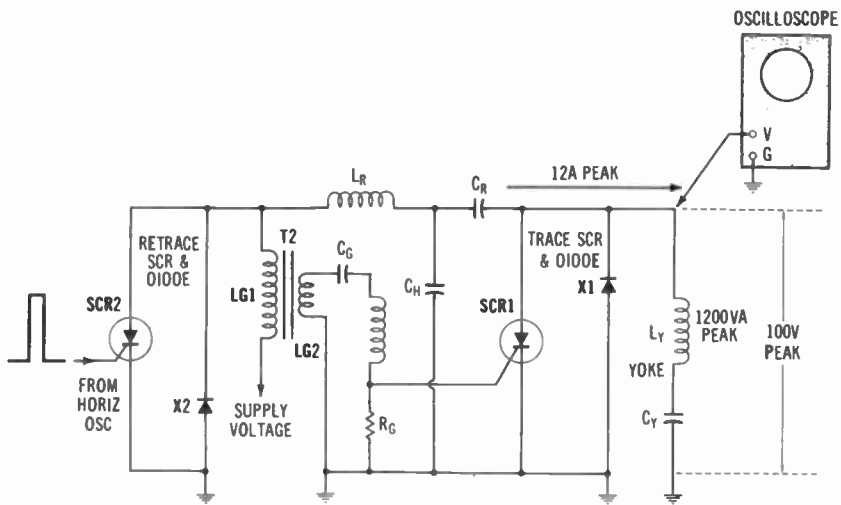 OSCILLOSCOPE
V
G
12A PEAK
LR
CR
RETRACE
SCR &
DIODE
T2
CG
TRACE SCR
& DIODE
SCR2
LG1
CH
X1
SCR1
LG2
LY
1200VA
PEAK
100V
PEAK
YOKE
FROM
HORIZ
OSC
X2
SUPPLY
VOLTAGE
RG
CY